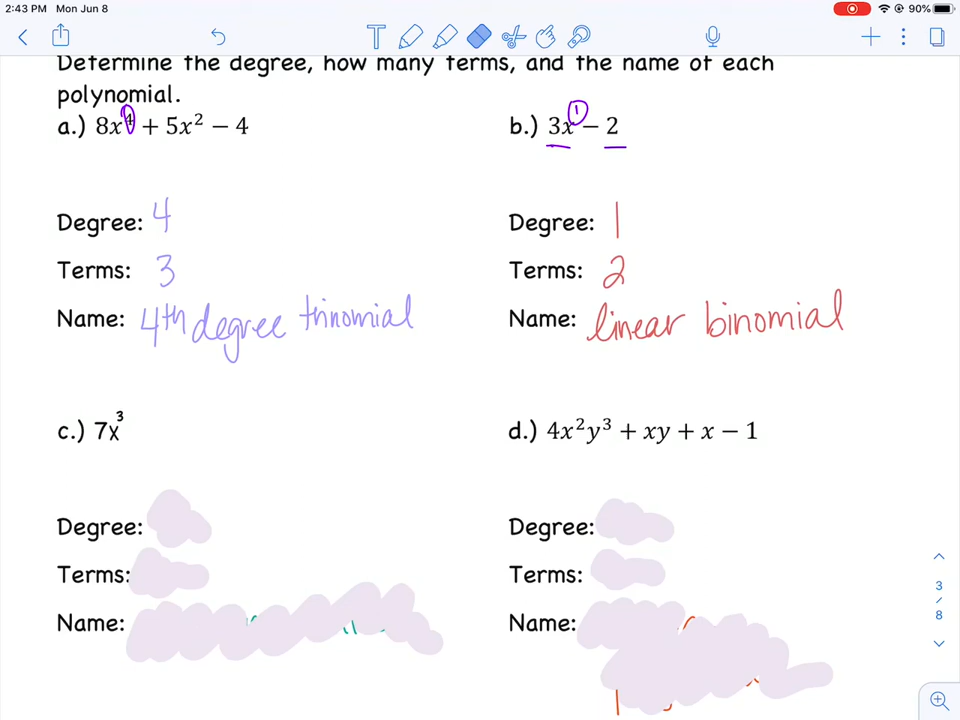 2:43 PM Mon Jun 8
90%
Determine the degree, how many terms, and the name of each
polynomial.
a.) 8x⁴ + 5x² − 4
b.) 3x¹ − 2
Degree: 4
Terms: 3
Name: 4th degree trinomial
Degree: 1
Terms: 2
Name: linear binomial
c.) 7x³
d.) 4x²y³ + xy + x − 1
Degree:
Terms:
Name:
Degree:
Terms:
Name:
3
/
8